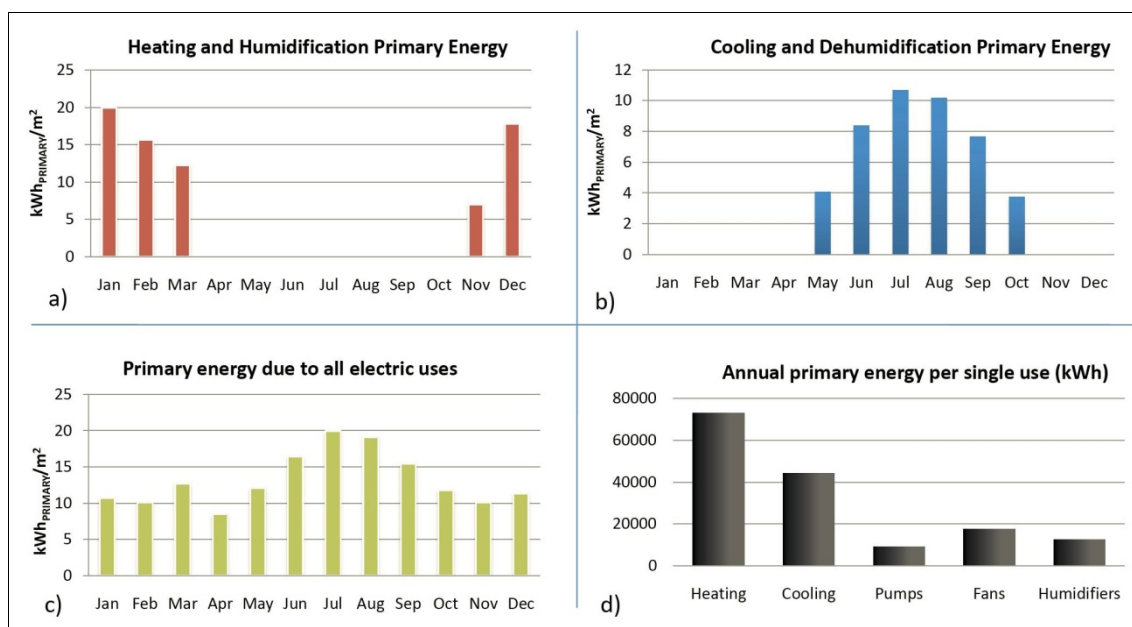 Heating and Humidification Primary Energy
kWhPRIMARY/m²
25
20
15
10
5
0
Jan Feb Mar Apr May Jun Jul Aug Sep Oct Nov Dec
a)
Cooling and Dehumidification Primary Energy
kWhPRIMARY/m²
12
10
8
6
4
2
0
Jan Feb Mar Apr May Jun Jul Aug Sep Oct Nov Dec
b)
Primary energy due to all electric uses
kWhPRIMARY/m²
25
20
15
10
5
0
Jan Feb Mar Apr May Jun Jul Aug Sep Oct Nov Dec
c)
Annual primary energy per single use (kWh)
80000
60000
40000
20000
0
Heating Cooling Pumps Fans Humidifiers
d)